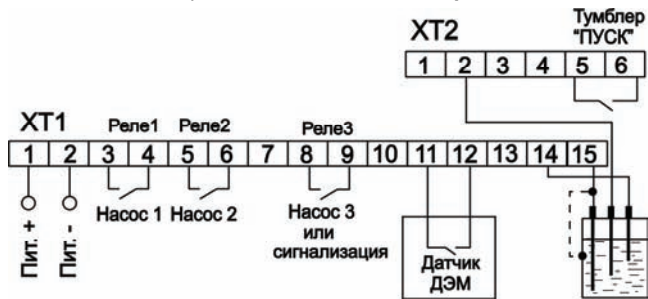 Тумблер
"ПУСК"
XT2
1 2 3 4 5 6
XT1
Реле1 Реле2 Реле3
1 2 3 4 5 6 7 8 9 10 11 12 13 14 15
Пит. +
Пит. -
Насос 1 Насос 2
Насос 3
или
сигнализация
Датчик
ДЭМ